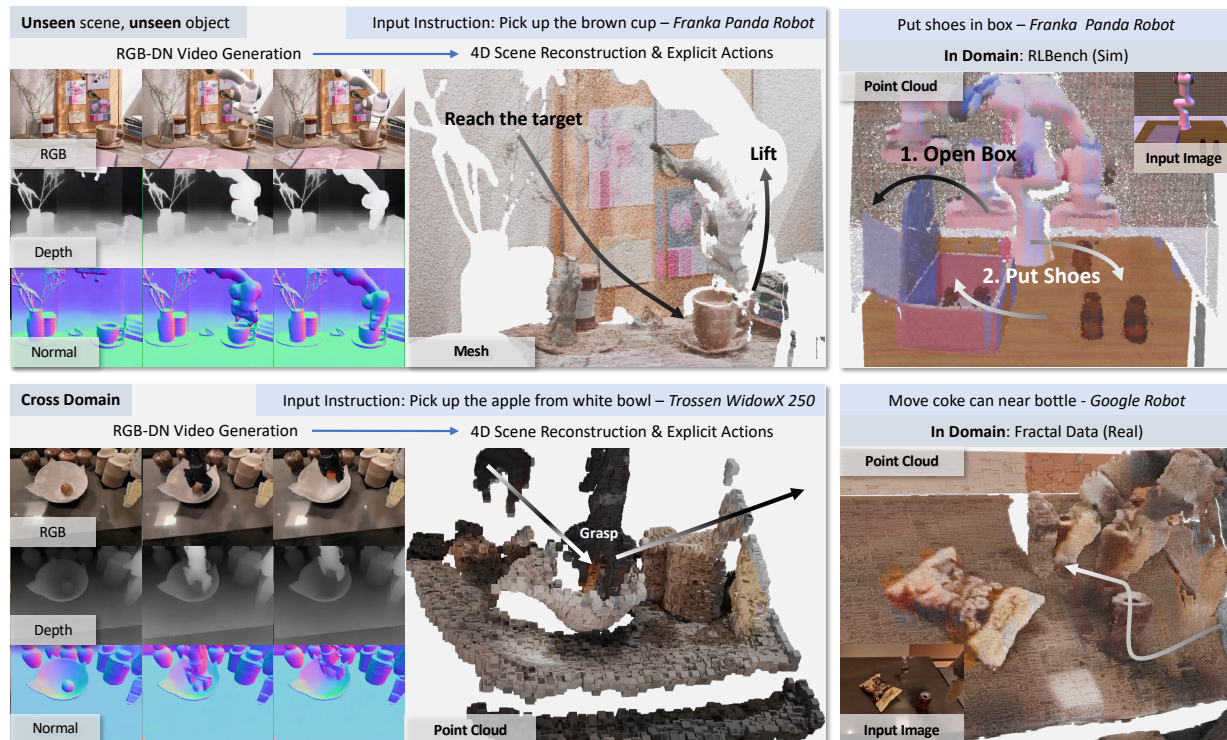 Unseen scene, unseen object
Input Instruction: Pick up the brown cup – Franka Panda Robot
RGB-DN Video Generation
4D Scene Reconstruction & Explicit Actions
RGB
Depth
Normal
Reach the target
Lift
Mesh
Put shoes in box – Franka Panda Robot
In Domain: RLBench (Sim)
Point Cloud
Input Image
1. Open Box
2. Put Shoes
Cross Domain
Input Instruction: Pick up the apple from white bowl – Trossen WidowX 250
RGB-DN Video Generation
4D Scene Reconstruction & Explicit Actions
RGB
Depth
Normal
Grasp
Point Cloud
Move coke can near bottle - Google Robot
In Domain: Fractal Data (Real)
Point Cloud
Input Image